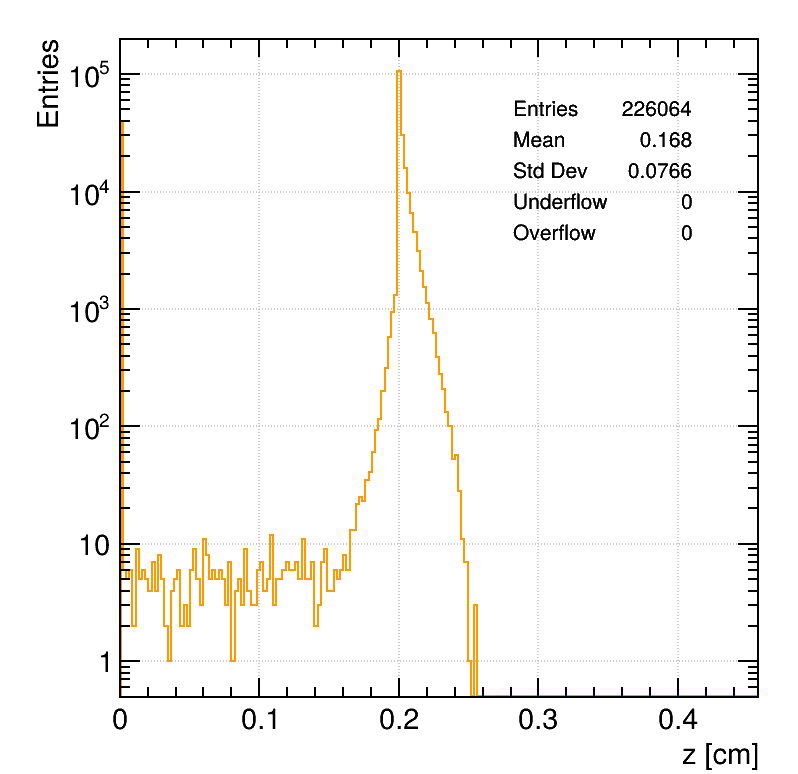 Entries
10^5
10^4
10^3
10^2
10
1
Entries 226064
Mean 0.168
Std Dev 0.0766
Underflow 0
Overflow 0
0 0.1 0.2 0.3 0.4
z [cm]